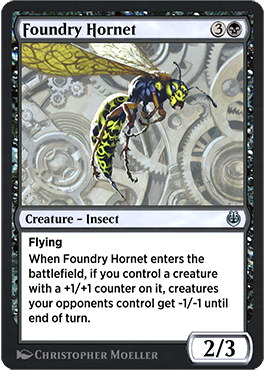 Foundry Hornet 3
Creature – Insect
Flying
When Foundry Hornet enters the
battlefield, if you control a creature
with a +1/+1 counter on it, creatures
your opponents control get -1/-1 until
end of turn.
2/3
Christopher Moeller